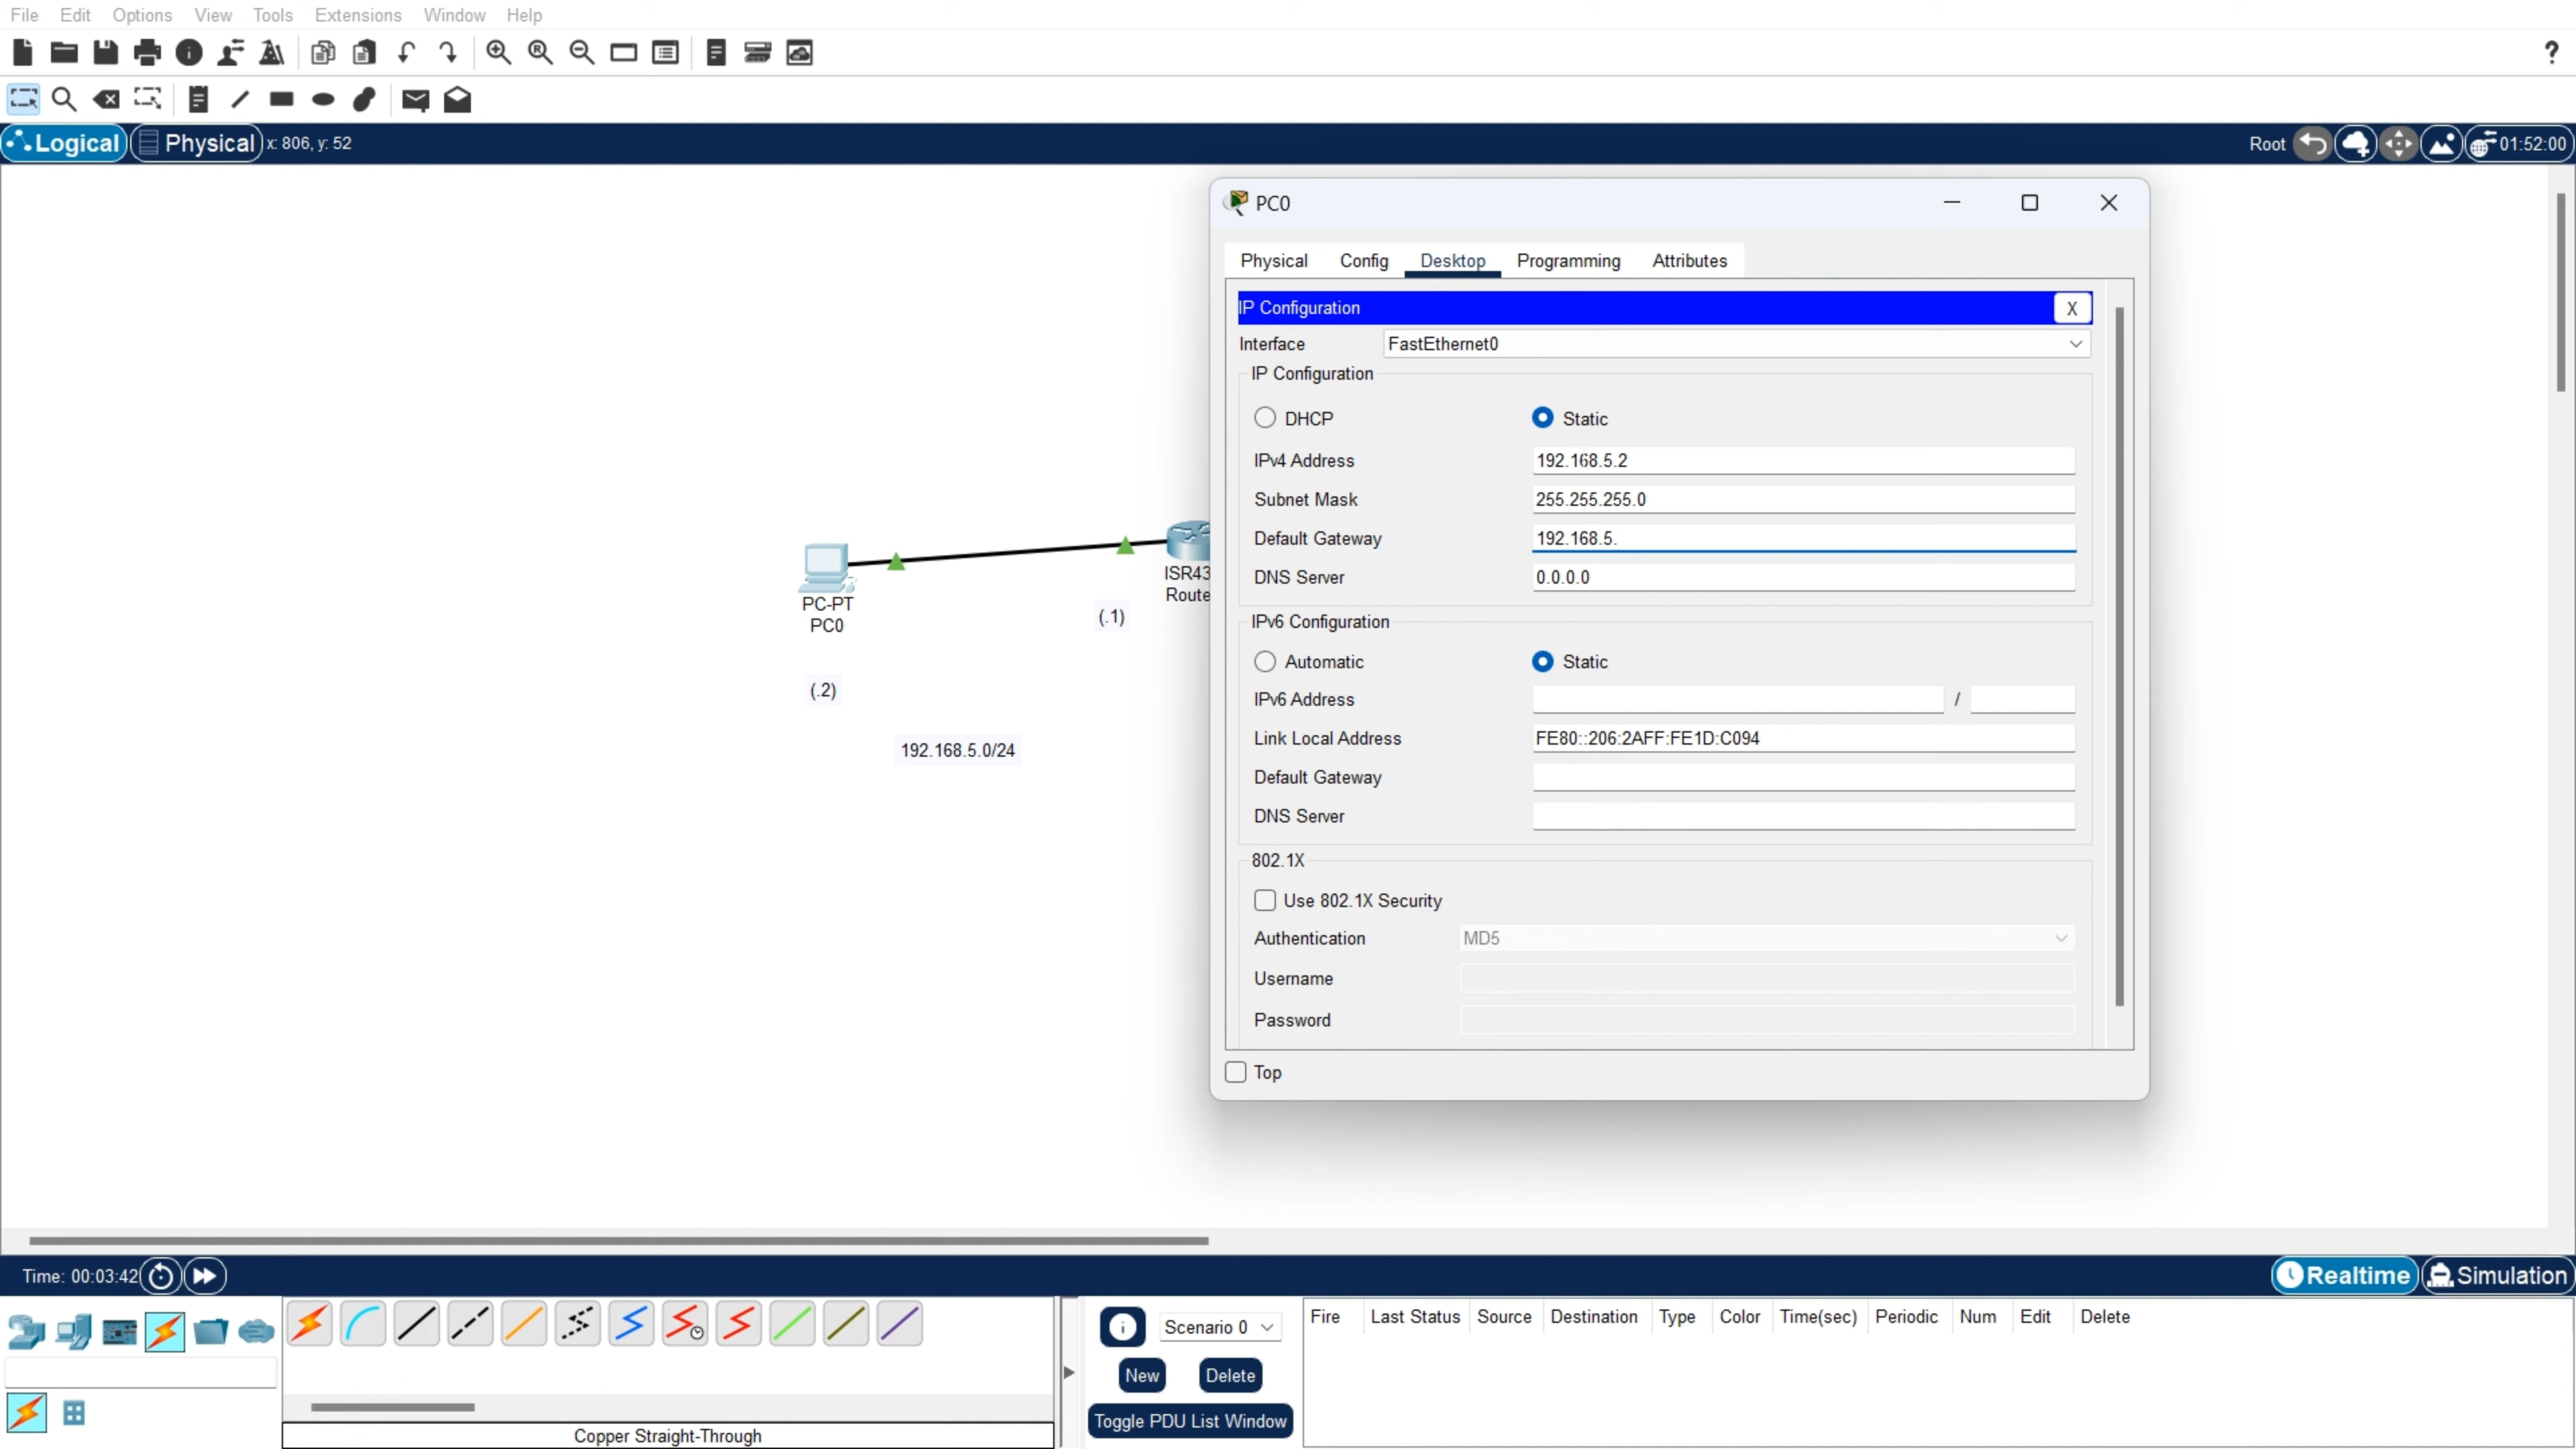 File Edit Options View Tools Extensions Window Help
?
Logical Physical x: 806, y: 52 Root 01:52:00
PC0
Physical Config Desktop Programming Attributes
IP Configuration X
Interface FastEthernet0
IP Configuration
DHCP Static
IPv4 Address 192.168.5.2
Subnet Mask 255.255.255.0
Default Gateway 192.168.5.
DNS Server 0.0.0.0
IPv6 Configuration
Automatic Static
IPv6 Address /
Link Local Address FE80::206:2AFF:FE1D:C094
Default Gateway
DNS Server
802.1X
Use 802.1X Security
Authentication MD5
Username
Password
Top
ISR43
Route
PC-PT
PC0
(.1)
(.2)
192.168.5.0/24
Time: 00:03:42 Realtime Simulation
Scenario 0
New Delete
Toggle PDU List Window
Fire Last Status Source Destination Type Color Time(sec) Periodic Num Edit Delete
Copper Straight-Through